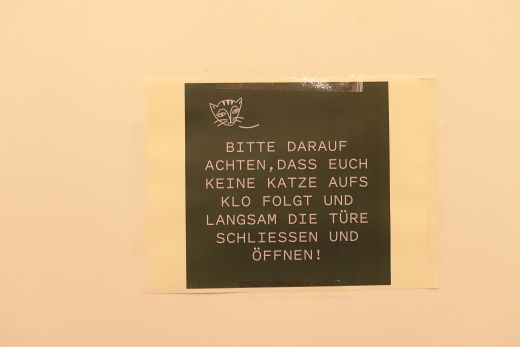 BITTE DARAUF
ACHTEN,DASS EUCH
KEINE KATZE AUFS
KLO FOLGT UND
LANGSAM DIE TÜRE
SCHLIESSEN UND
ÖFFNEN!